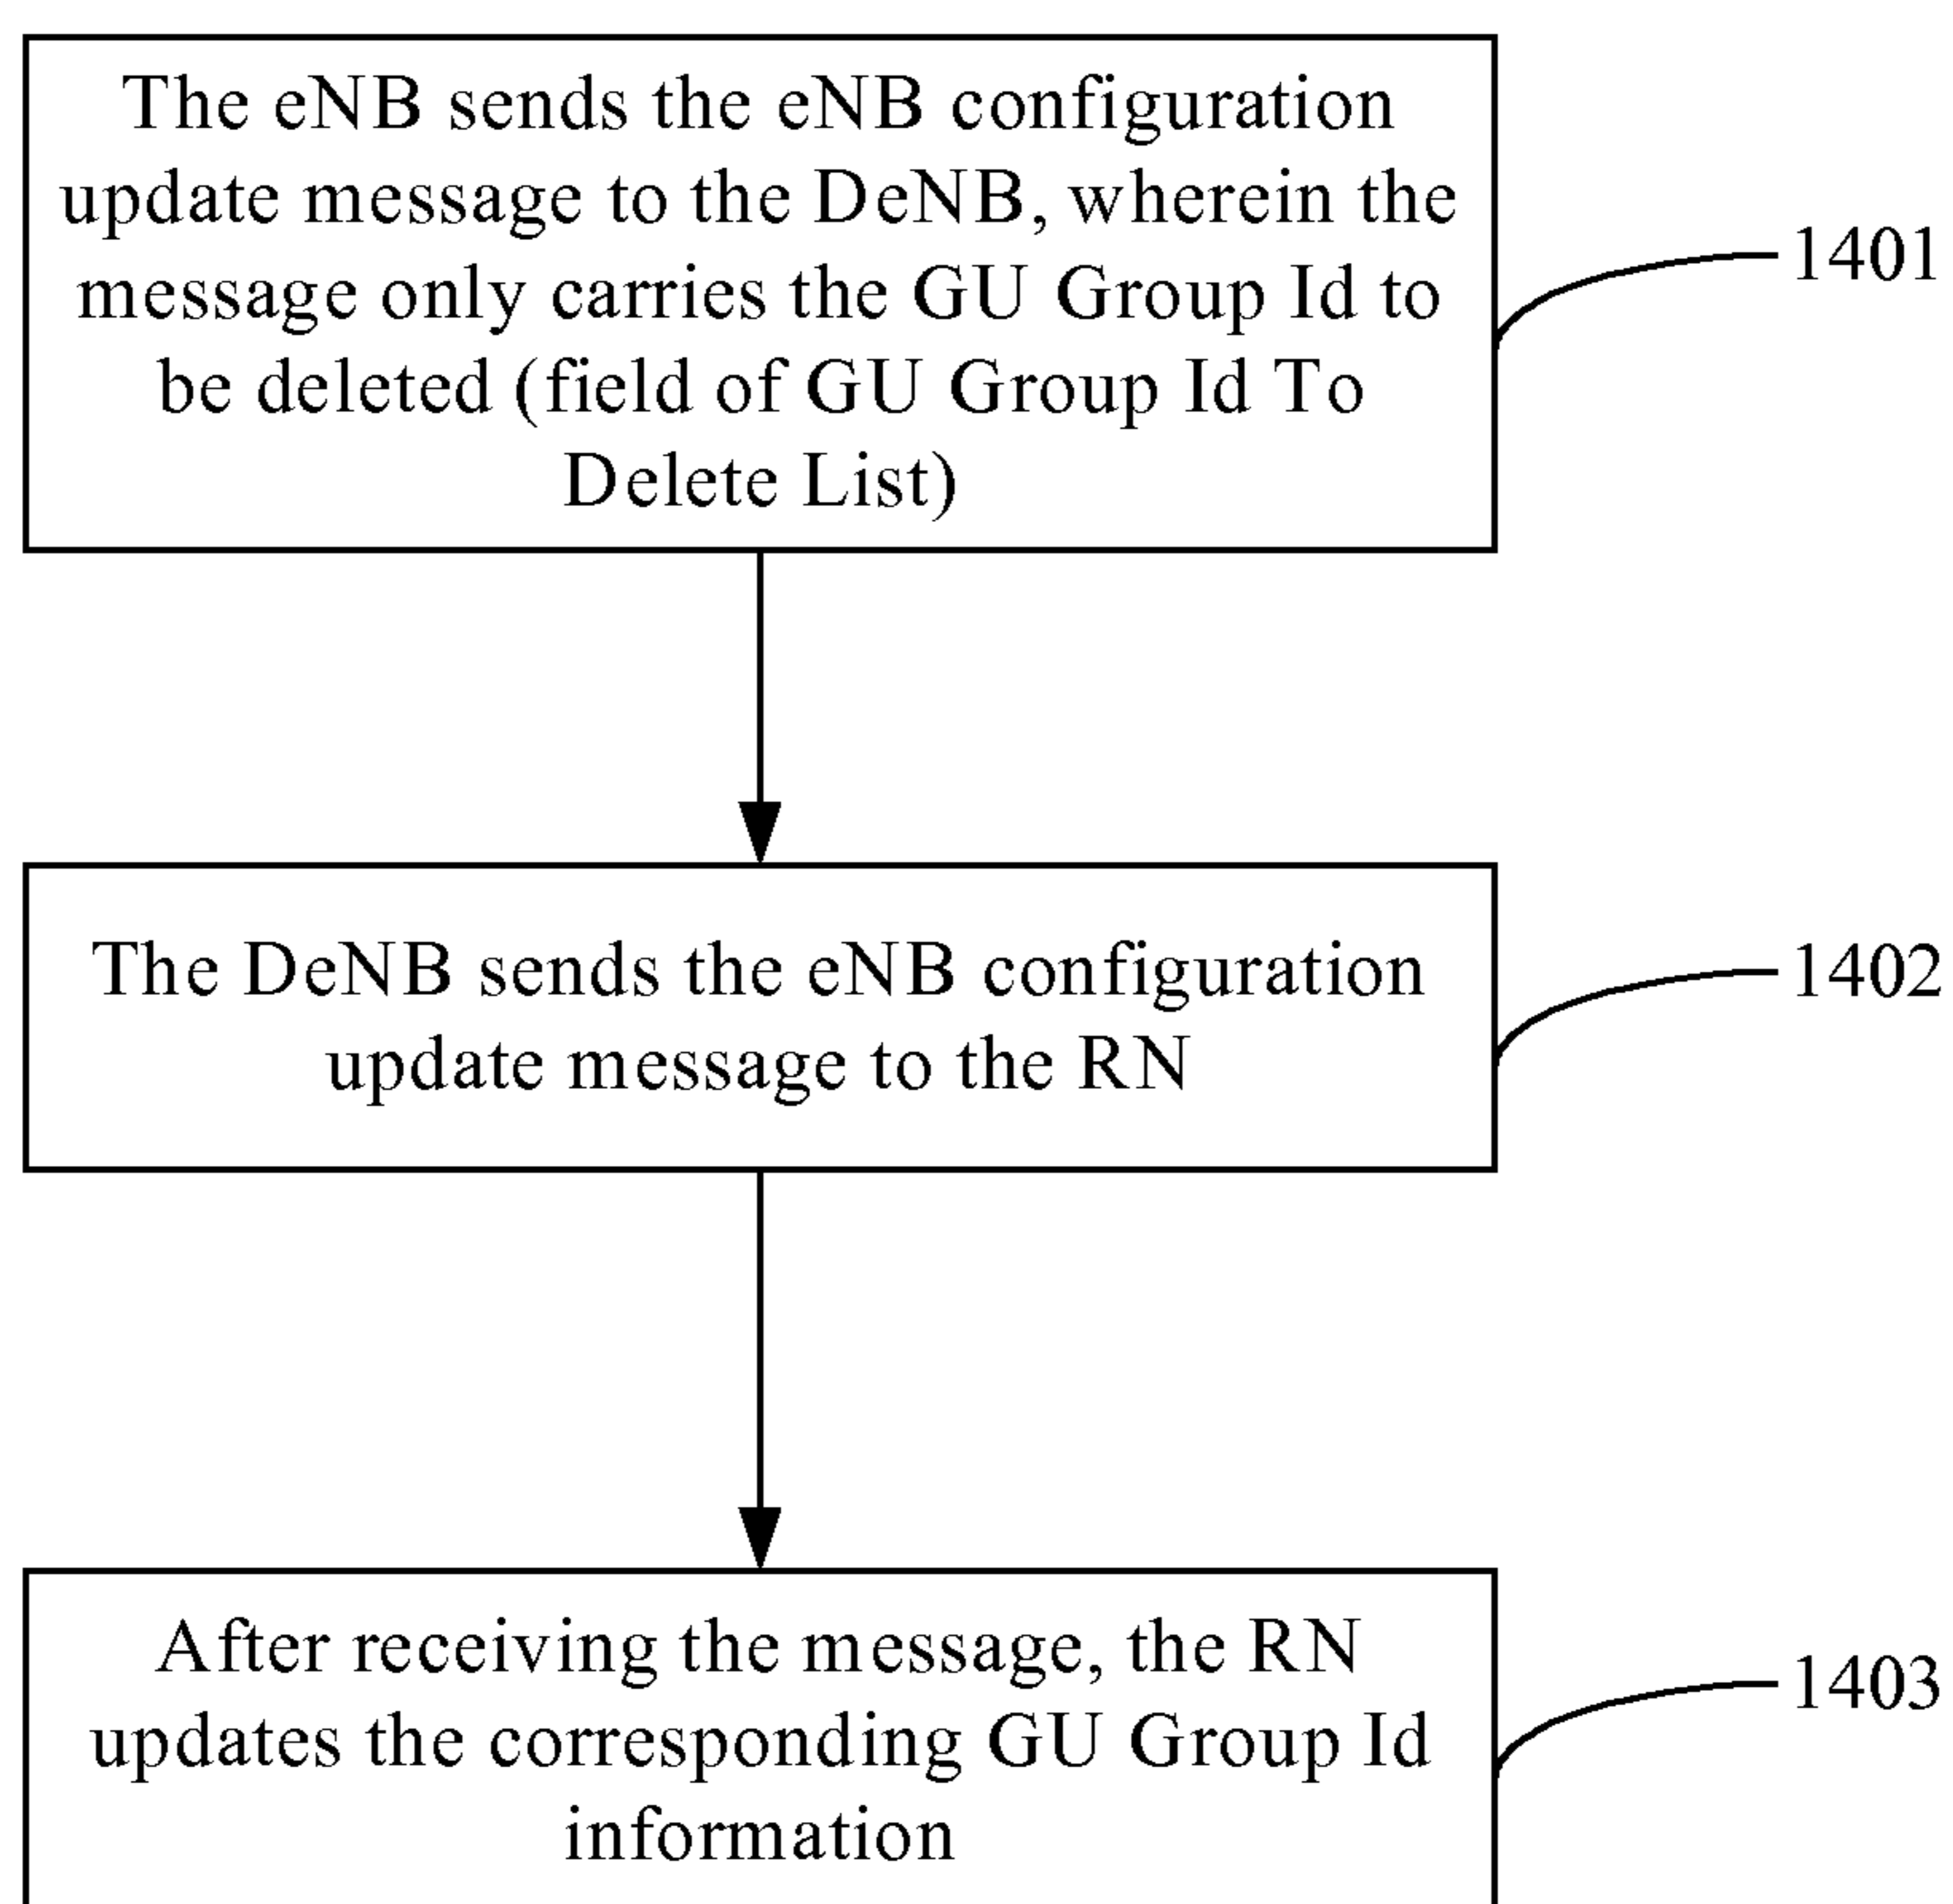 The eNB sends the eNB configuration
update message to the DeNB, wherein the
message only carries the GU Group Id to
be deleted (field of GU Group Id To
Delete List)
1401
The DeNB sends the eNB configuration
update message to the RN
1402
After receiving the message, the RN
updates the corresponding GU Group Id
information
1403